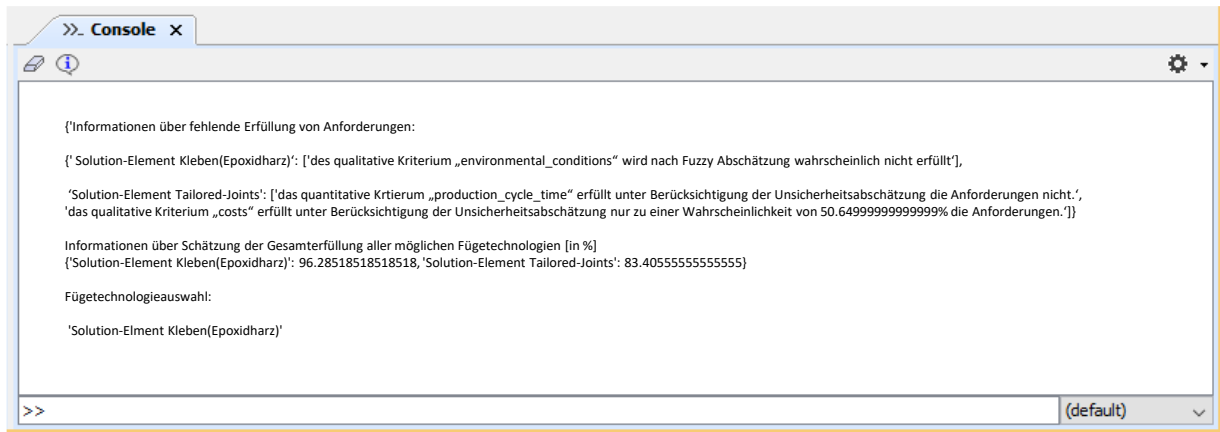 Console
{'Informationen über fehlende Erfüllung von Anforderungen:
{' Solution-Element Kleben(Epoxidharz)‘: ['des qualitative Kriterium „environmental_conditions“ wird nach Fuzzy Abschätzung wahrscheinlich nicht erfüllt‘],
‘Solution-Element Tailored-Joints': ['das quantitative Krtierum „production_cycle_time“ erfüllt unter Berücksichtigung der Unsicherheitsabschätzung die Anforderungen nicht.‘,
'das qualitative Kriterium „costs“ erfüllt unter Berücksichtigung der Unsicherheitsabschätzung nur zu einer Wahrscheinlichkeit von 50.64999999999999% die Anforderungen.‘]}
Informationen über Schätzung der Gesamterfüllung aller möglichen Fügetechnologien [in %]
{'Solution-Element Kleben(Epoxidharz)': 96.28518518518518, 'Solution-Element Tailored-Joints': 83.40555555555555}
Fügetechnologieauswahl:
'Solution-Elment Kleben(Epoxidharz)'
>>
(default)